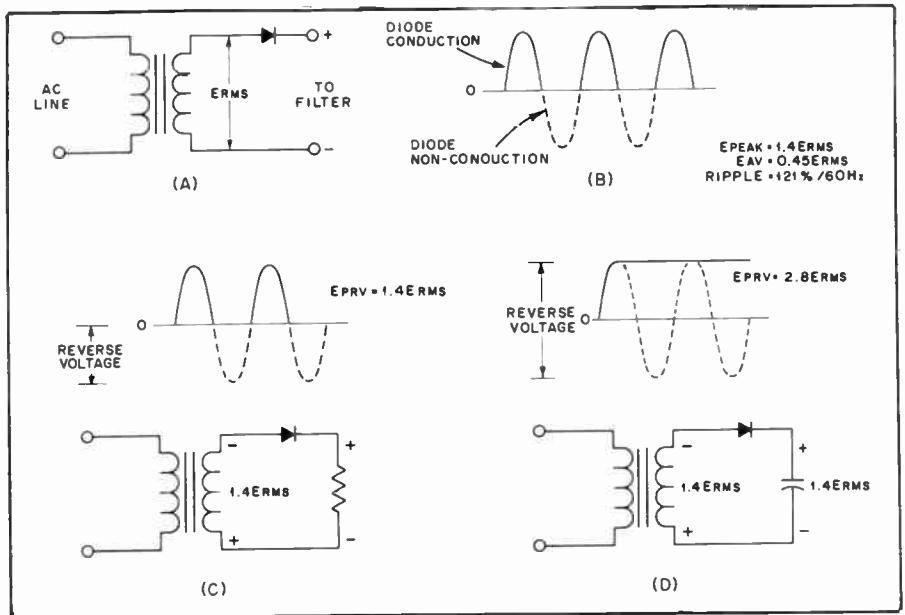 AC
LINE
ERMS
+
TO
FILTER
-
(A)
DIODE
CONDUCTION
0
DIODE
NON-CONDUCTION
(B)
EPEAK = 1.4ERMS
EAV = 0.45ERMS
RIPPLE = 121%/60Hz
EPRV = 1.4ERMS
0
REVERSE
VOLTAGE
-
1.4ERMS
+
+
-
(C)
EPRV = 2.8ERMS
REVERSE
VOLTAGE
0
-
1.4ERMS
+
+
1.4ERMS
-
(D)